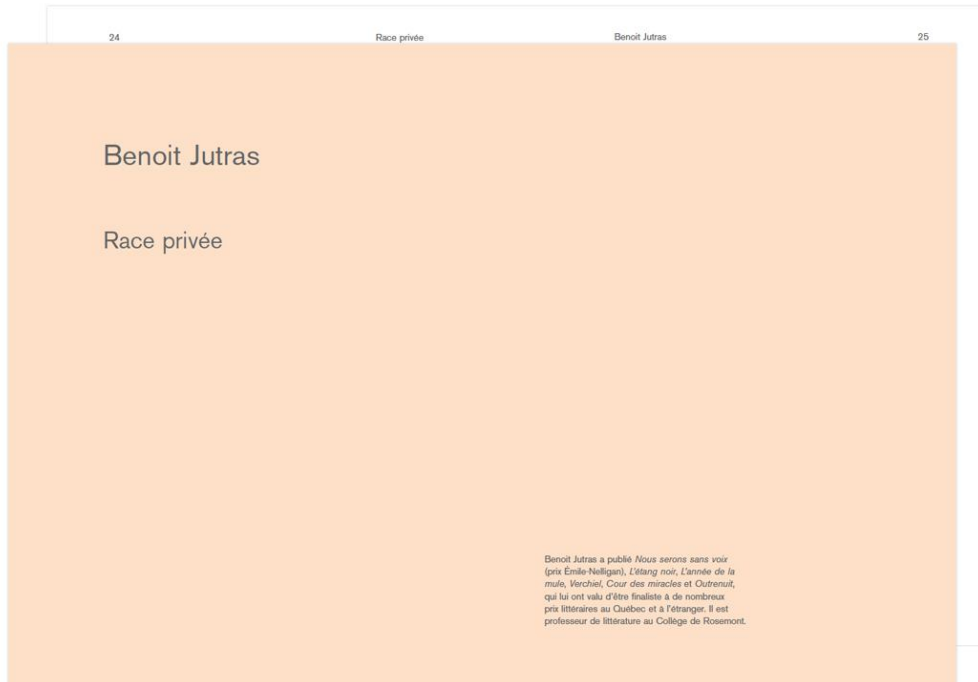 24 Race privée Benoit Jutras 25
Benoit Jutras
Race privée
Benoit Jutras a publié Nous serons sans voir
(prix Émile-Nelligan), L'étang noir, L'année de la
mule, Verchiel, Cour des miracles et Outrenuit,
qui lui ont valu d'être finaliste à de nombreux
prix littéraires au Québec et à l'étranger. Il est
professeur de littérature au Collège de Rosemont.